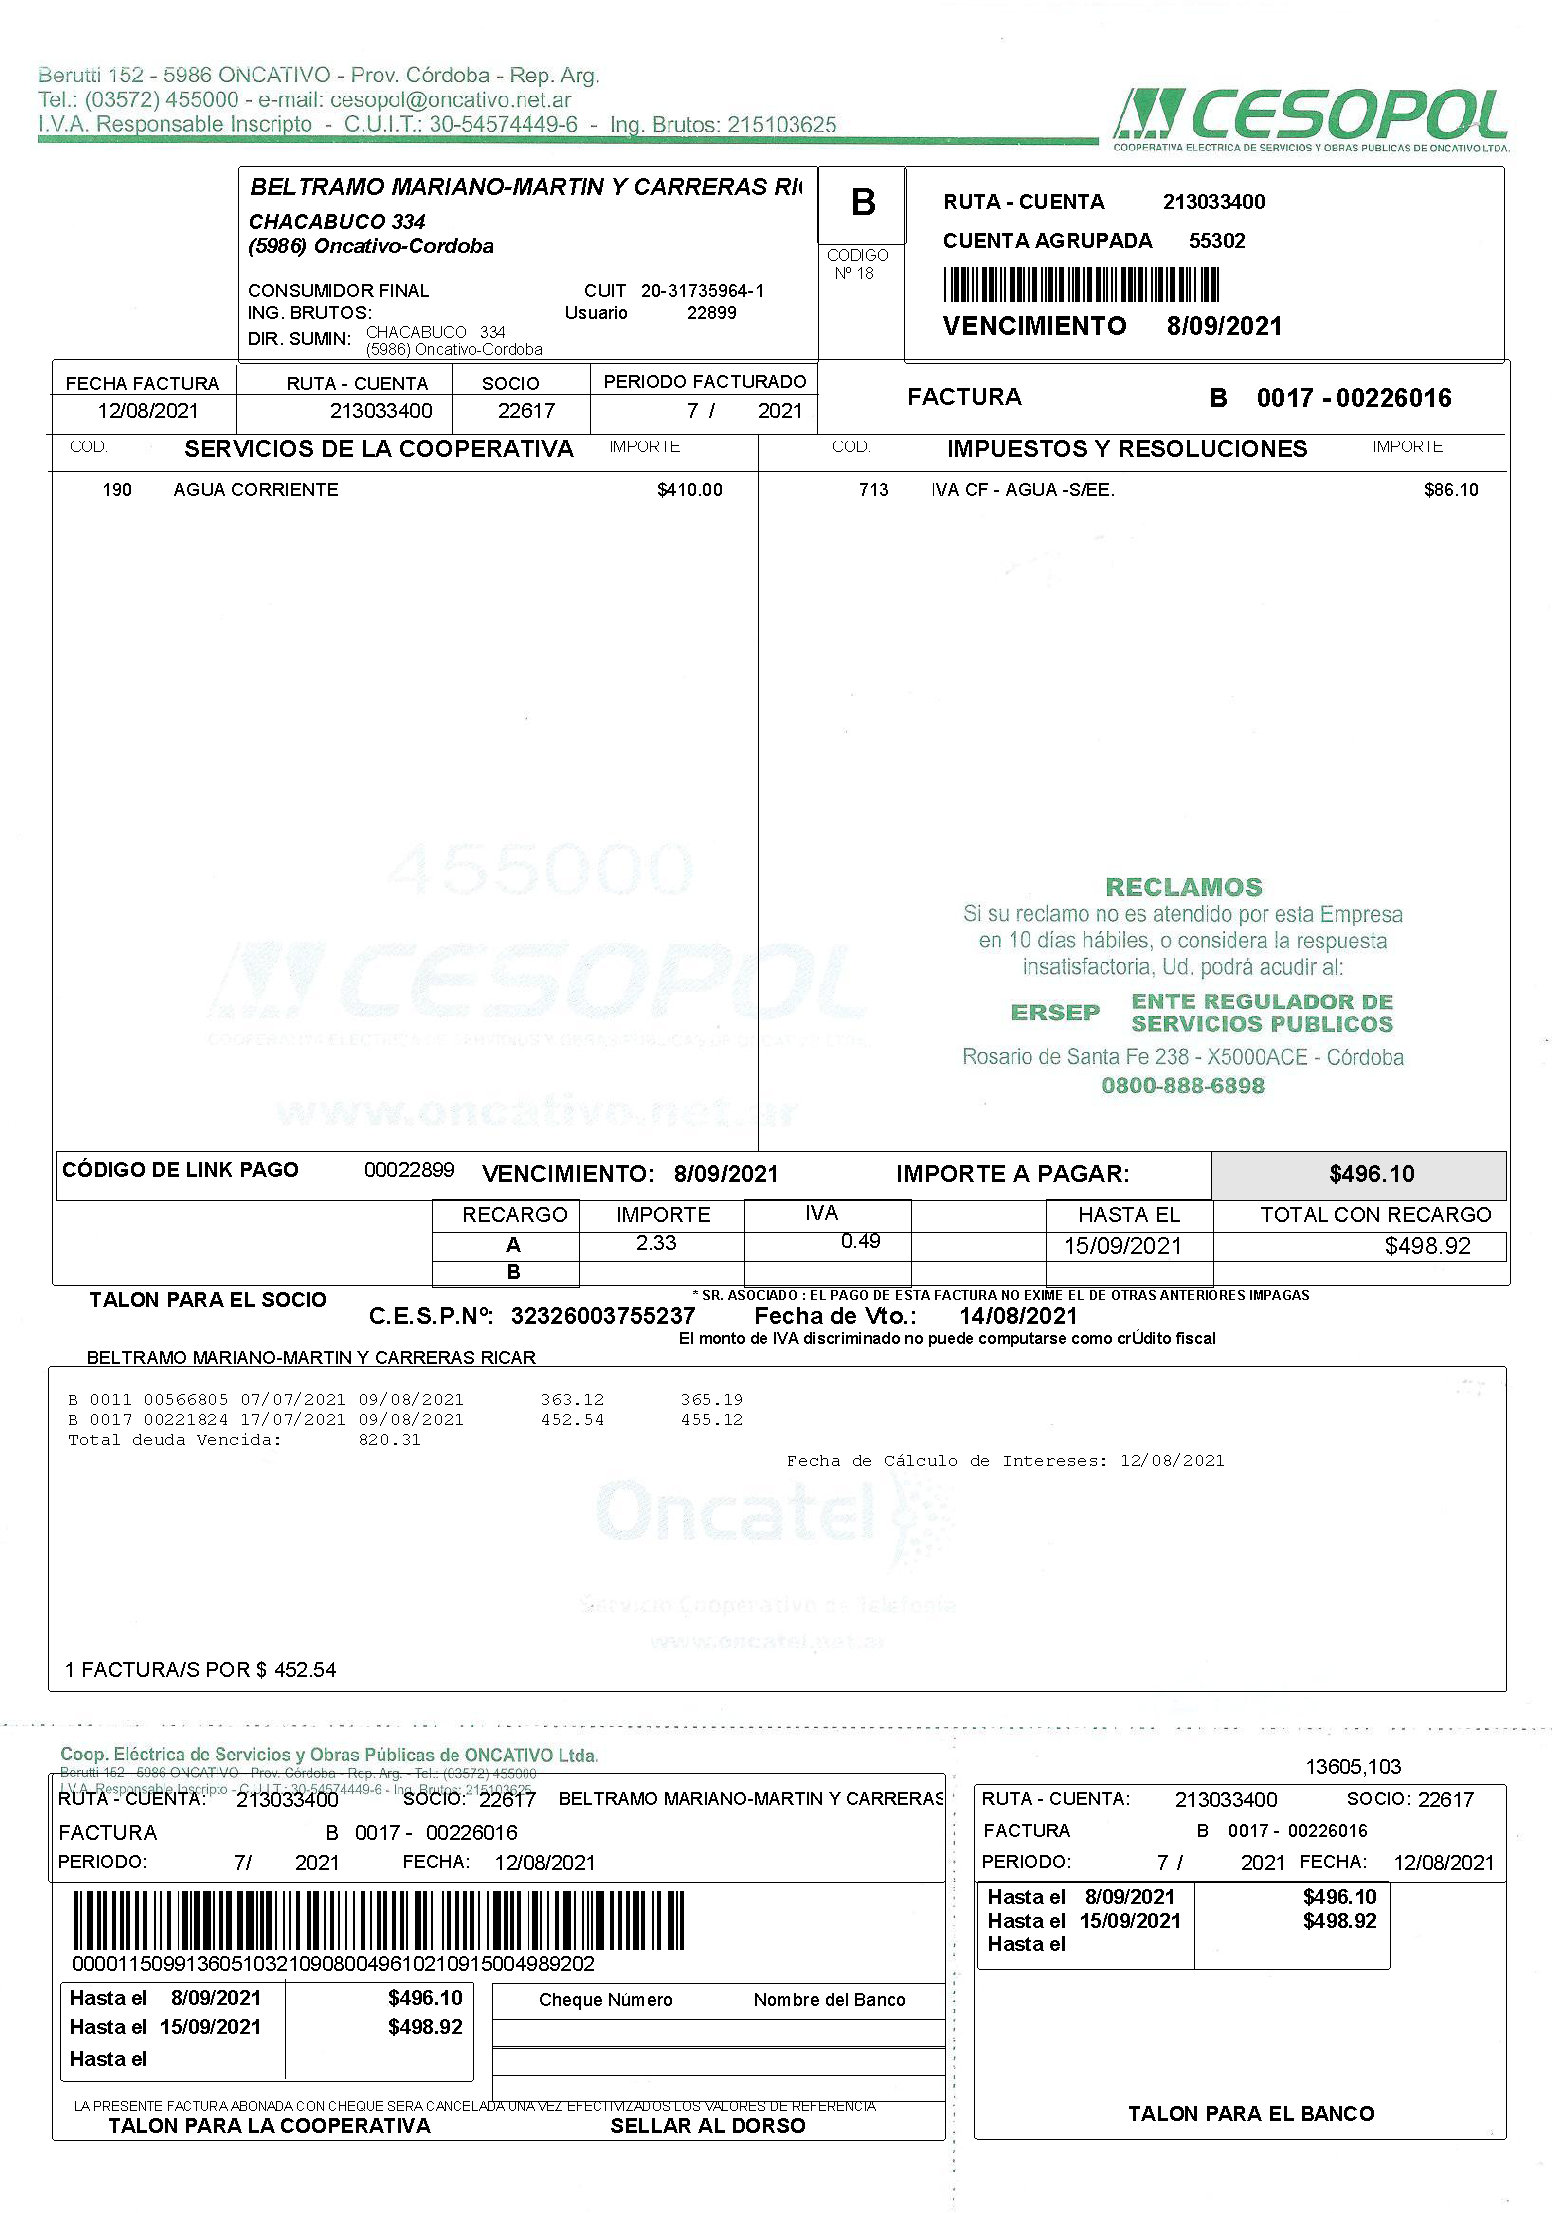 Berutti 152 - 5986 ONCATIVO - Prov. Córdoba - Rep. Arg.
Tel.: (03572) 455000 - e-mail: cesopol@oncativo.net.ar
I.V.A. Responsable Inscripto - C.U.I.T.: 30-54574449-6 - Ing. Brutos: 215103625
CESOPOL
COOPERATIVA ELECTRICA DE SERVICIOS Y OBRAS PUBLICAS DE ONCATIVO LTDA.
BELTRAMO MARIANO-MARTIN Y CARRERAS RI
CHACABUCO 334
(5986) Oncativo-Cordoba
CONSUMIDOR FINAL CUIT 20-31735964-1
ING. BRUTOS: Usuario 22899
DIR. SUMIN: CHACABUCO 334
(5986) Oncativo-Cordoba
B
CODIGO
Nº 18
RUTA - CUENTA 213033400
CUENTA AGRUPADA 55302
VENCIMIENTO 8/09/2021
FECHA FACTURA RUTA - CUENTA SOCIO PERIODO FACTURADO
12/08/2021 213033400 22617 7 / 2021
FACTURA B 0017 - 00226016
COD. SERVICIOS DE LA COOPERATIVA IMPORTE COD. IMPUESTOS Y RESOLUCIONES IMPORTE
190 AGUA CORRIENTE $410.00 713 IVA CF - AGUA -S/EE. $86.10
455000
CESOPOL
COOPERATIVA ELECTRICA DE SERVICIOS Y OBRAS PUBLICAS DE ONCATIVO LTDA.
www.oncativo.net.ar
RECLAMOS
Si su reclamo no es atendido por esta Empresa
en 10 días hábiles, o considera la respuesta
insatisfactoria, Ud. podrá acudir al:
ERSEP ENTE REGULADOR DE
SERVICIOS PUBLICOS
Rosario de Santa Fe 238 - X5000ACE - Córdoba
0800-888-6898
CÓDIGO DE LINK PAGO 00022899 VENCIMIENTO: 8/09/2021 IMPORTE A PAGAR: $496.10
RECARGO IMPORTE IVA HASTA EL TOTAL CON RECARGO
A 2.33 0.49 15/09/2021 $498.92
B
TALON PARA EL SOCIO * SR. ASOCIADO : EL PAGO DE ESTA FACTURA NO EXIME EL DE OTRAS ANTERIORES IMPAGAS
C.E.S.P.Nº: 32326003755237 Fecha de Vto.: 14/08/2021
El monto de IVA discriminado no puede computarse como crÚdito fiscal
BELTRAMO MARIANO-MARTIN Y CARRERAS RICAR
B 0011 00566805 07/07/2021 09/08/2021 363.12 365.19
B 0017 00221824 17/07/2021 09/08/2021 452.54 455.12
Total deuda Vencida: 820.31
Fecha de Cálculo de Intereses: 12/08/2021
Oncatel
Servicio Cooperativo de Telefonía
www.oncatel.net.ar
1 FACTURA/S POR $ 452.54
Coop. Eléctrica de Servicios y Obras Públicas de ONCATIVO Ltda.
Berutti 152 - 5986 ONCATIVO - Prov. Córdoba - Rep. Arg. - Tel.: (03572) 455000
I.V.A. Responsable Inscripto - C.U.I.T.: 30-54574449-6 - Ing. Brutos: 215103625
RUTA - CUENTA: 213033400 SOCIO: 22617 BELTRAMO MARIANO-MARTIN Y CARRERAS
FACTURA B 0017 - 00226016
PERIODO: 7/ 2021 FECHA: 12/08/2021
0000115099136051032109080049610210915004989202
Hasta el 8/09/2021 $496.10
Hasta el 15/09/2021 $498.92
Hasta el
Cheque Número Nombre del Banco
LA PRESENTE FACTURA ABONADA CON CHEQUE SERA CANCELADA UNA VEZ EFECTIVIZADOS LOS VALORES DE REFERENCIA
TALON PARA LA COOPERATIVA SELLAR AL DORSO
13605,103
RUTA - CUENTA: 213033400 SOCIO: 22617
FACTURA B 0017 - 00226016
PERIODO: 7 / 2021 FECHA: 12/08/2021
Hasta el 8/09/2021 $496.10
Hasta el 15/09/2021 $498.92
Hasta el
TALON PARA EL BANCO